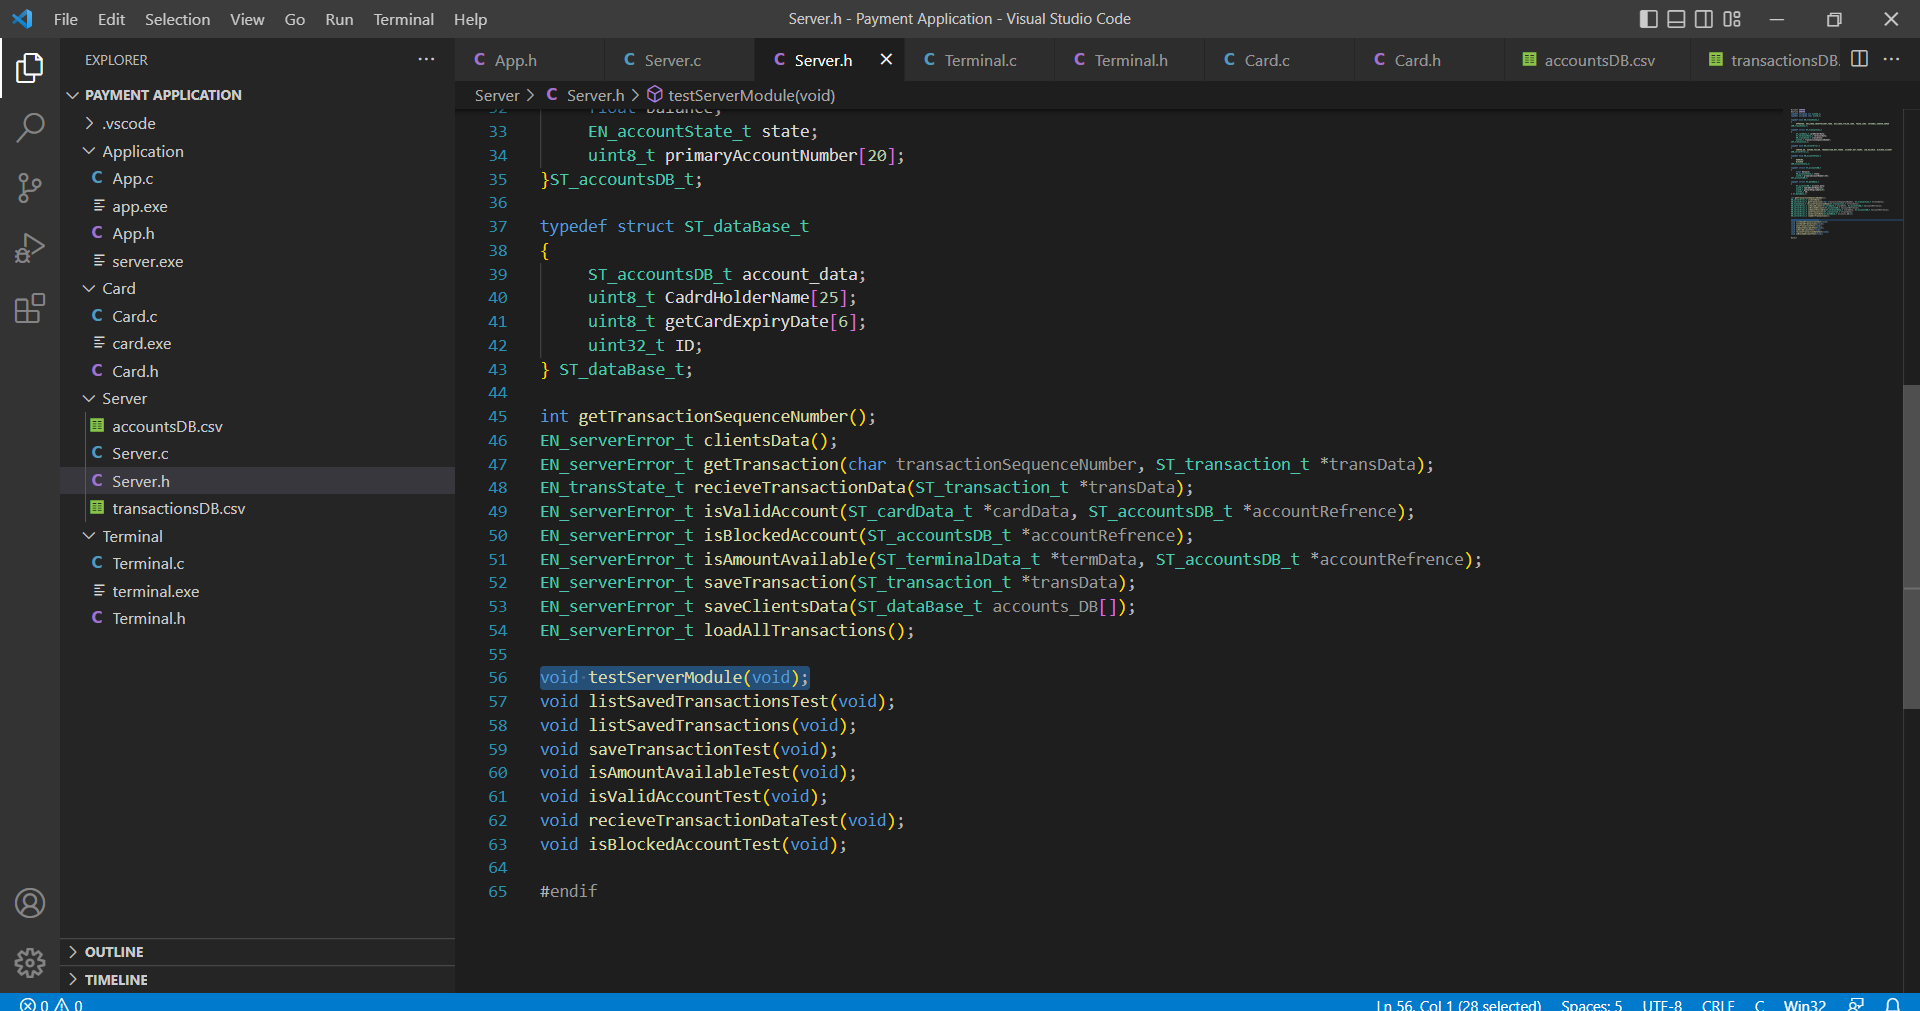 File Edit Selection View Go Run Terminal Help
Server.h - Payment Application - Visual Studio Code
EXPLORER
PAYMENT APPLICATION
.vscode
Application
App.c
app.exe
App.h
server.exe
Card
Card.c
card.exe
Card.h
Server
accountsDB.csv
Server.c
Server.h
transactionsDB.csv
Terminal
Terminal.c
terminal.exe
Terminal.h
OUTLINE
TIMELINE
App.h Server.c Server.h Terminal.c Terminal.h Card.c Card.h accountsDB.csv transactionsDB.
Server > Server.h > testServerModule(void)
32 float balance;
33 EN_accountState_t state;
34 uint8_t primaryAccountNumber[20];
35 }ST_accountsDB_t;
36
37 typedef struct ST_dataBase_t
38 {
39 ST_accountsDB_t account_data;
40 uint8_t CadrdHolderName[25];
41 uint8_t getCardExpiryDate[6];
42 uint32_t ID;
43 } ST_dataBase_t;
44
45 int getTransactionSequenceNumber();
46 EN_serverError_t clientsData();
47 EN_serverError_t getTransaction(char transactionSequenceNumber, ST_transaction_t *transData);
48 EN_transState_t recieveTransactionData(ST_transaction_t *transData);
49 EN_serverError_t isValidAccount(ST_cardData_t *cardData, ST_accountsDB_t *accountRefrence);
50 EN_serverError_t isBlockedAccount(ST_accountsDB_t *accountRefrence);
51 EN_serverError_t isAmountAvailable(ST_terminalData_t *termData, ST_accountsDB_t *accountRefrence);
52 EN_serverError_t saveTransaction(ST_transaction_t *transData);
53 EN_serverError_t saveClientsData(ST_dataBase_t accounts_DB[]);
54 EN_serverError_t loadAllTransactions();
55
56 void testServerModule(void);
57 void listSavedTransactionsTest(void);
58 void listSavedTransactions(void);
59 void saveTransactionTest(void);
60 void isAmountAvailableTest(void);
61 void isValidAccountTest(void);
62 void recieveTransactionDataTest(void);
63 void isBlockedAccountTest(void);
64
65 #endif
0 0 Ln 56, Col 1 (28 selected) Spaces: 5 UTF-8 CRLF C Win32